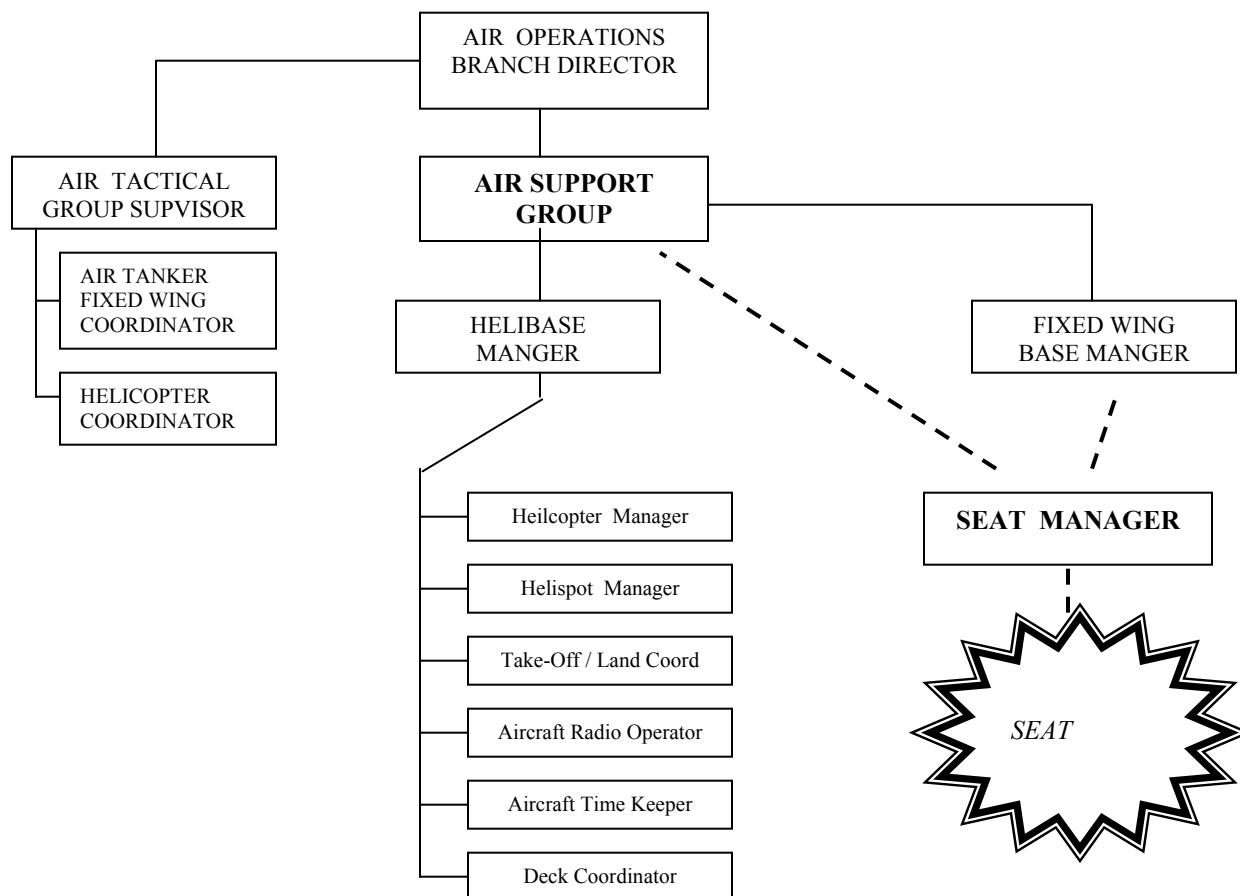 AIR OPERATIONS
BRANCH DIRECTOR
AIR TACTICAL
GROUP SUPVISOR
AIR SUPPORT
GROUP
AIR TANKER
FIXED WING
COORDINATOR
HELICOPTER
COORDINATOR
HELIBASE
MANGER
FIXED WING
BASE MANGER
Heilcopter Manager
Helispot Manager
Take-Off / Land Coord
Aircraft Radio Operator
Aircraft Time Keeper
Deck Coordinator
SEAT MANAGER
SEAT